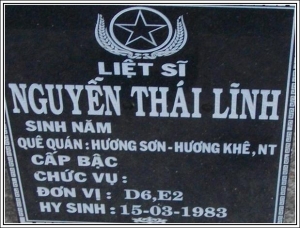 LIỆT SĨ
NGUYỄN THÁI LĨNH
SINH NĂM
QUÊ QUÁN: HƯƠNG SƠN - HƯƠNG KHÊ, NT
CẤP BẬC
CHỨC VỤ :
ĐƠN VỊ : D6,E2
HY SINH : 15-03-1983